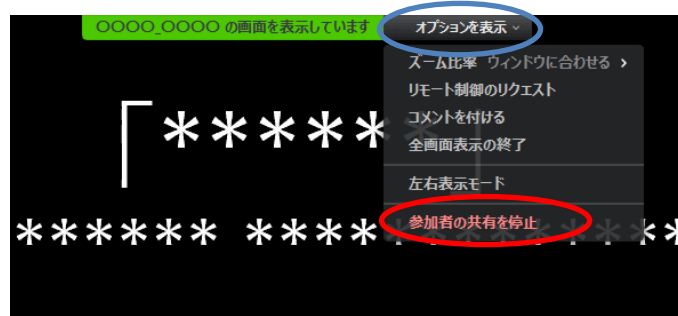 〇〇〇〇_〇〇〇〇 の画面を表示しています オプションを表示
ズーム比率 ウィンドウに合わせる
リモート制御のリクエスト
コメントを付ける
全画面表示の終了
左右表示モード
参加者の共有を停止
「******」
****** **************